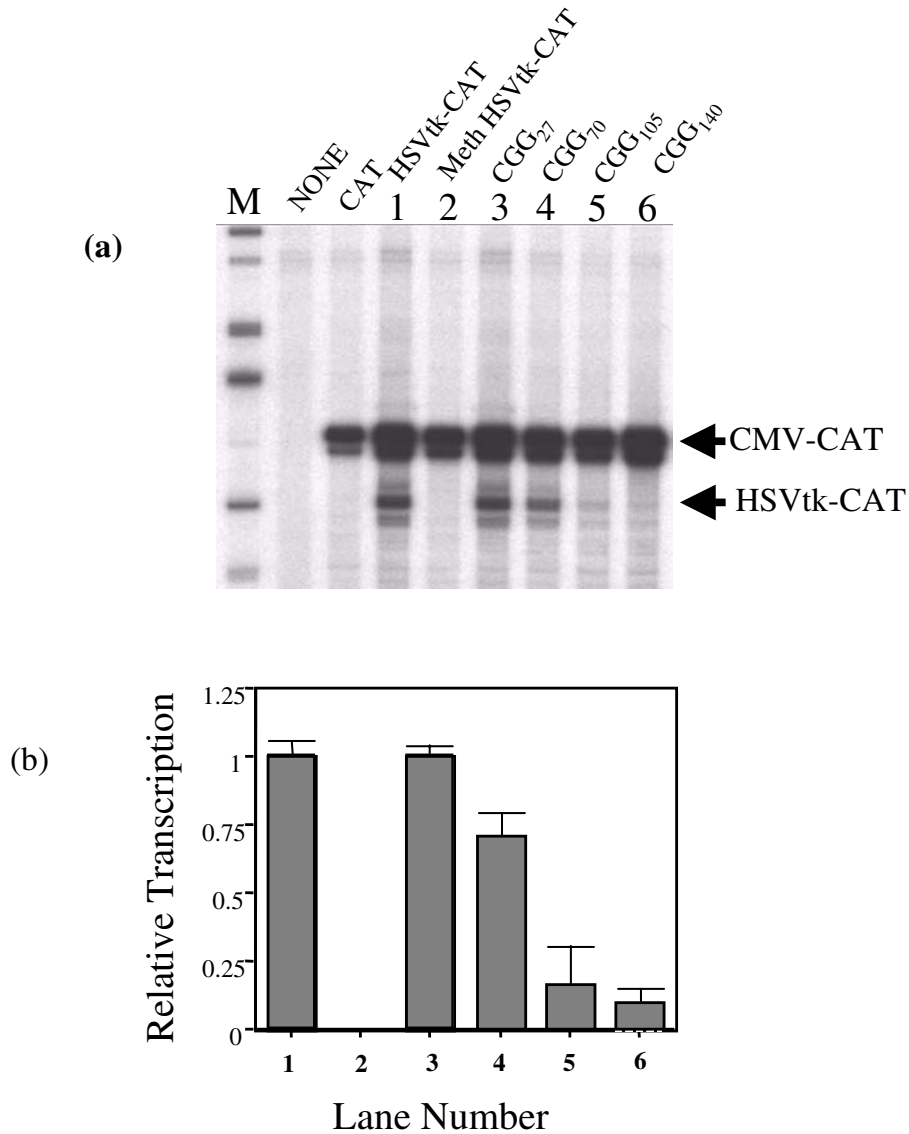 NONE
CAT
HSVtk-CAT
Meth HSVtk-CAT
CGG27
CGG70
CGG105
CGG140
M 1 2 3 4 5 6
(a)
CMV-CAT
HSVtk-CAT
(b)
Relative Transcription
1.25
1
0.75
0.5
0.25
0
1 2 3 4 5 6
Lane Number